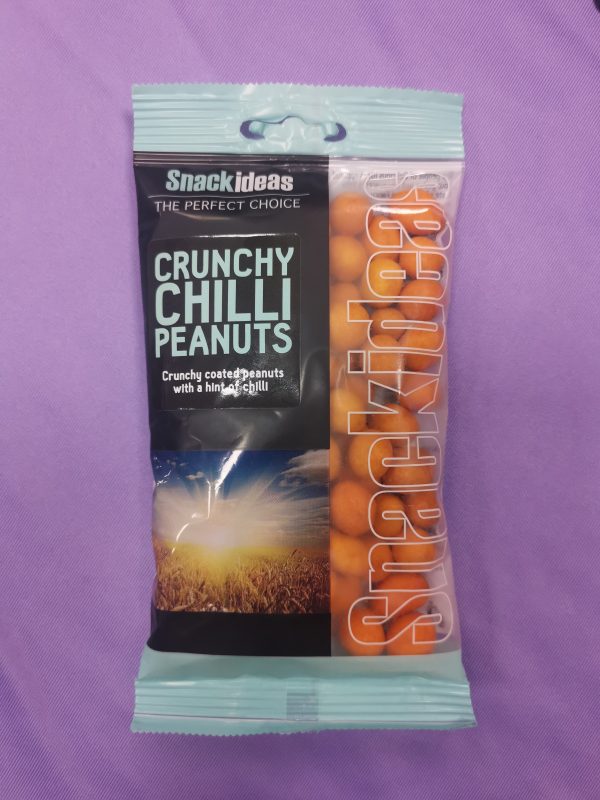 Snackideas
THE PERFECT CHOICE
CRUNCHY
CHILLI
PEANUTS
Crunchy coated peanuts
with a hint of chilli
Snackideas